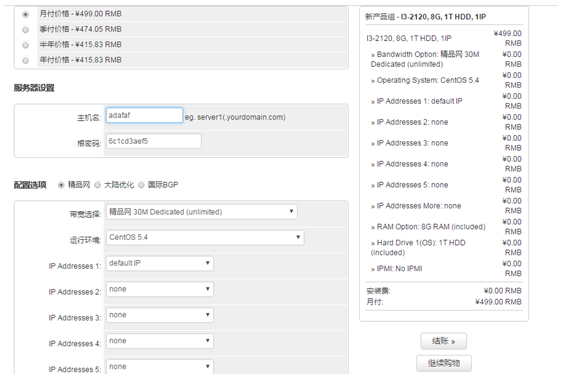 月付价格 - ¥499.00 RMB
季付价格 - ¥474.05 RMB
半年付价格 - ¥415.83 RMB
年付价格 - ¥415.83 RMB
服务器设置
主机名: adafaf eg. server1(.yourdomain.com)
根密码: 6c1cd3aef5
配置选项 精品网 大陆优化 国际BGP
带宽选择: 精品网 30M Dedicated (unlimited)
运行环境: CentOS 5.4
IP Addresses 1: default IP
IP Addresses 2: none
IP Addresses 3: none
IP Addresses 4: none
IP Addresses 5: none
新产品组 - I3-2120, 8G, 1T HDD, 1IP
I3-2120, 8G, 1T HDD, 1IP ¥499.00
RMB
» Bandwidth Option: 精品网 30M ¥0.00
Dedicated (unlimited) RMB
» Operating System: CentOS 5.4 ¥0.00
RMB
» IP Addresses 1: default IP ¥0.00
RMB
» IP Addresses 2: none ¥0.00
RMB
» IP Addresses 3: none ¥0.00
RMB
» IP Addresses 4: none ¥0.00
RMB
» IP Addresses 5: none ¥0.00
RMB
» IP Addresses More: none ¥0.00
RMB
» RAM Option: 8G RAM (included) ¥0.00
RMB
» Hard Drive 1(OS): 1T HDD ¥0.00
(included) RMB
» IPMI: No IPMI ¥0.00
RMB
安装费: ¥0.00 RMB
月付: ¥499.00 RMB
结账 »
继续购物